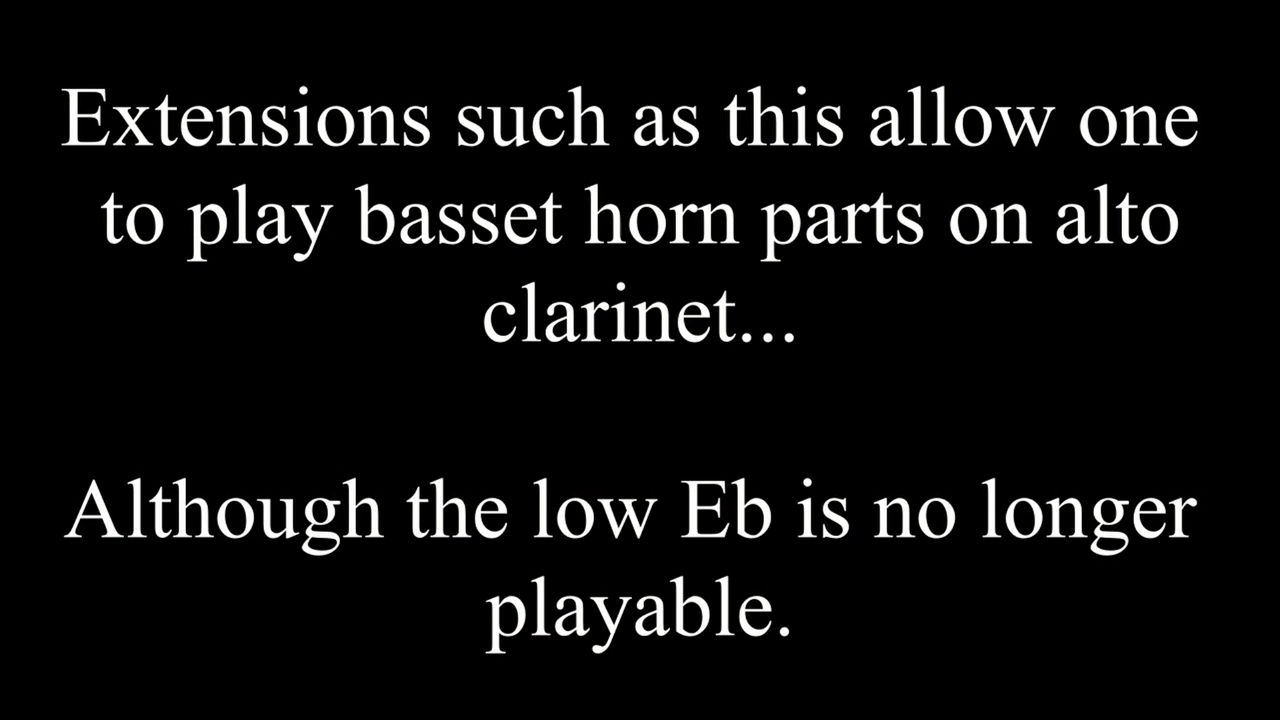 Extensions such as this allow one
to play basset horn parts on alto
clarinet...
Although the low Eb is no longer
playable.